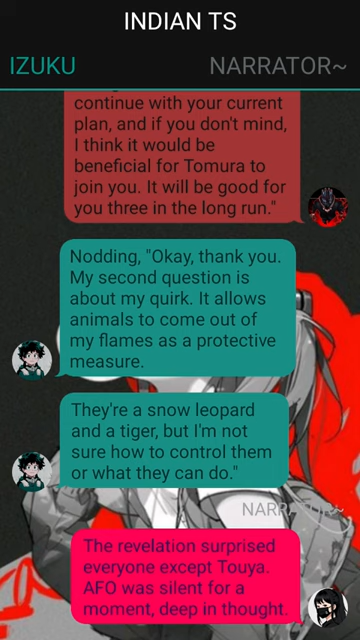 INDIAN TS
IZUKU
NARRATOR~
continue with your current
plan, and if you don't mind,
I think it would be
beneficial for Tomura to
join you. It will be good for
you three in the long run."
Nodding, "Okay, thank you.
My second question is
about my quirk. It allows
animals to come out of
my flames as a protective
measure.
They're a snow leopard
and a tiger, but I'm not
sure how to control them
or what they can do."
NARRATOR~
The revelation surprised
everyone except Touya.
AFO was silent for a
moment, deep in thought.